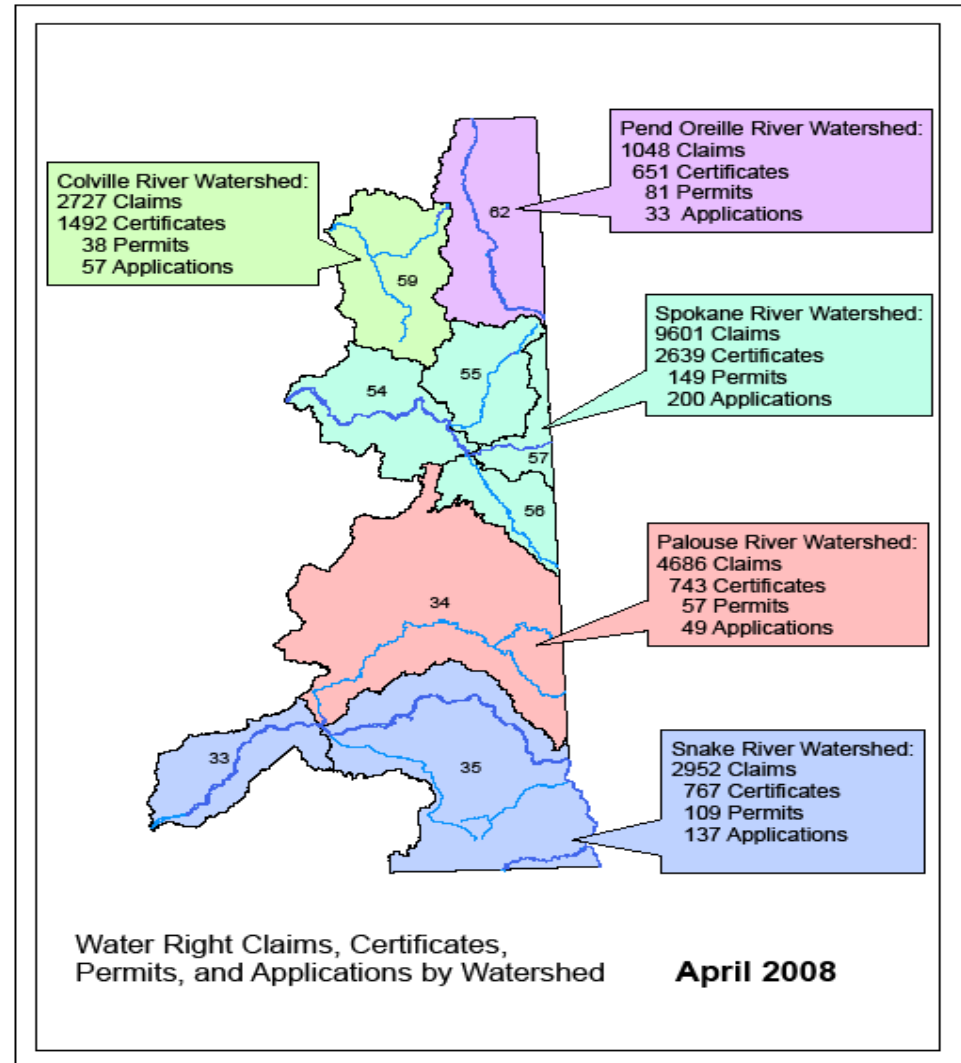 Pend Oreille River Watershed:
1048 Claims
651 Certificates
81 Permits
33 Applications
Colville River Watershed:
2727 Claims
1492 Certificates
38 Permits
57 Applications
62
59
Spokane River Watershed:
9601 Claims
2639 Certificates
149 Permits
200 Applications
55
54
57
56
Palouse River Watershed:
4686 Claims
743 Certificates
57 Permits
49 Applications
34
Snake River Watershed:
2952 Claims
767 Certificates
109 Permits
137 Applications
33
35
Water Right Claims, Certificates,
Permits, and Applications by Watershed April 2008